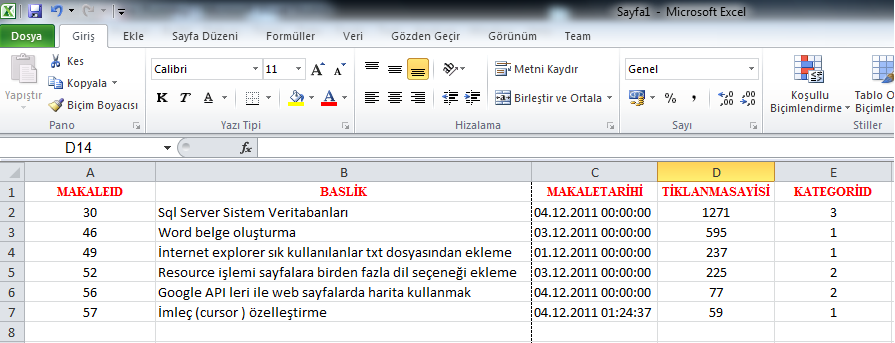 Sayfa1 - Microsoft Excel
Dosya Giriş Ekle Sayfa Düzeni Formüller Veri Gözden Geçir Görünüm Team
Yapıştır
Kes
Kopyala
Biçim Boyacısı
Pano
Calibri 11 A A
K T A A
Yazı Tipi
Metni Kaydır
Birleştir ve Ortala
Hizalama
Genel
% , ,00 ,00
Sayı
Koşullu
Biçimlendirme
Tablo O
Biçimler
Stiller
D14 fx
A B C D E
1 MAKALEID BASLİK MAKALETARİHİ TİKLANMASAYİSİ KATEGORİID
2 30 Sql Server Sistem Veritabanları 04.12.2011 00:00:00 1271 3
3 46 Word belge oluşturma 03.12.2011 00:00:00 595 1
4 49 İnternet explorer sık kullanılanlar txt dosyasından ekleme 01.12.2011 00:00:00 237 1
5 52 Resource işlemi sayfalara birden fazla dil seçeneği ekleme 03.12.2011 00:00:00 225 2
6 56 Google API leri ile web sayfalarda harita kullanmak 04.12.2011 00:00:00 77 2
7 57 İmleç (cursor ) özelleştirme 04.12.2011 01:24:37 59 1
8